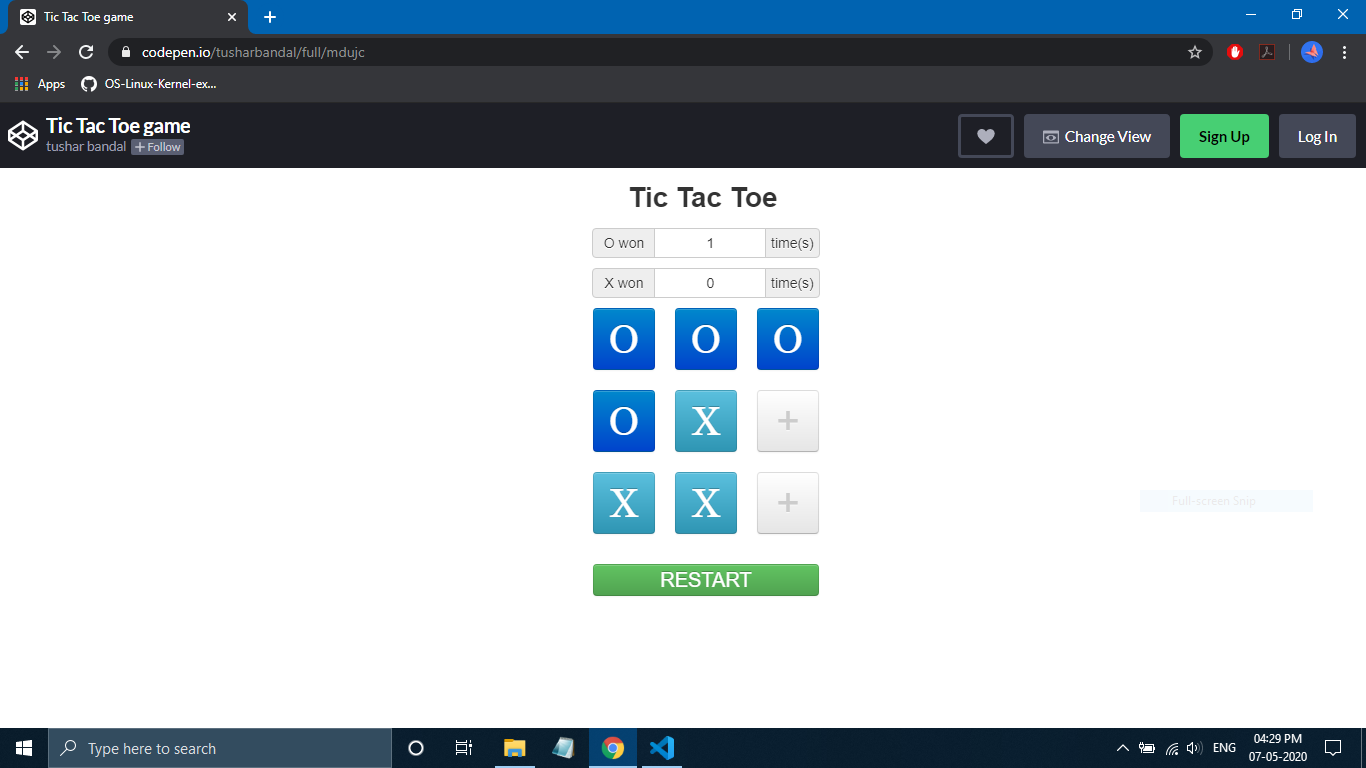 Tic Tac Toe game
codepen.io/tusharbandal/full/mdujc
Apps
OS-Linux-Kernel-ex...
Tic Tac Toe game
tushar bandal
+ Follow
Change View
Sign Up
Log In
Tic Tac Toe
O won 1 time(s)
X won 0 time(s)
O O O
O X +
X X +
Full-screen Snip
RESTART
Type here to search
ENG
04:29 PM
07-05-2020